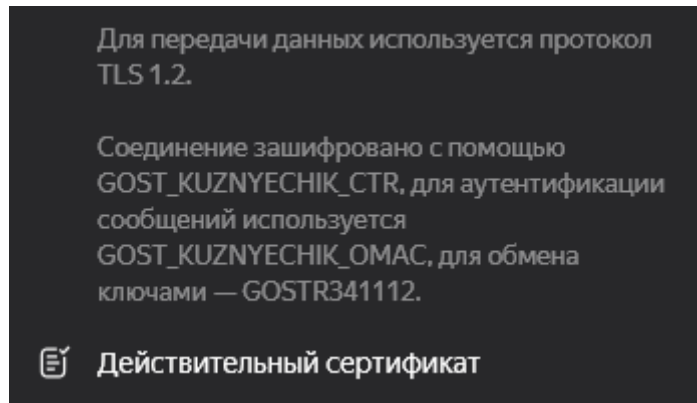 Для передачи данных используется протокол
TLS 1.2.
Соединение зашифровано с помощью
GOST_KUZNYECHIK_CTR, для аутентификации
сообщений используется
GOST_KUZNYECHIK_OMAC, для обмена
ключами — GOSTR341112.
Действительный сертификат